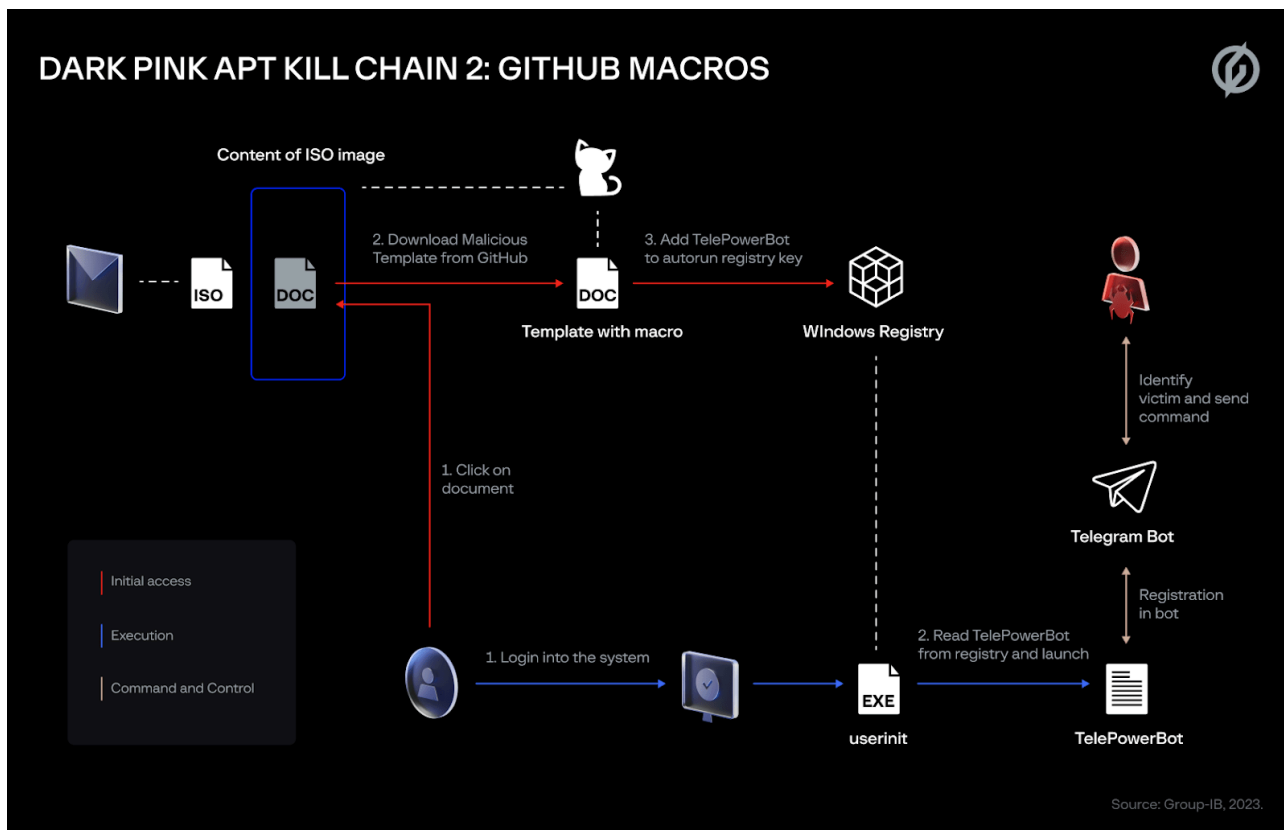 DARK PINK APT KILL CHAIN 2: GITHUB MACROS
Content of ISO image
2. Download Malicious
Template from GitHub
3. Add TelePowerBot
to autorun registry key
ISO
DOC
DOC
Template with macro
WIndows Registry
Identify
victim and send
command
1. Click on
document
Telegram Bot
Initial access
Execution
Command and Control
Registration
in bot
1. Login into the system
2. Read TelePowerBot
from registry and launch
EXE
userinit
TelePowerBot
Source: Group-IB, 2023.